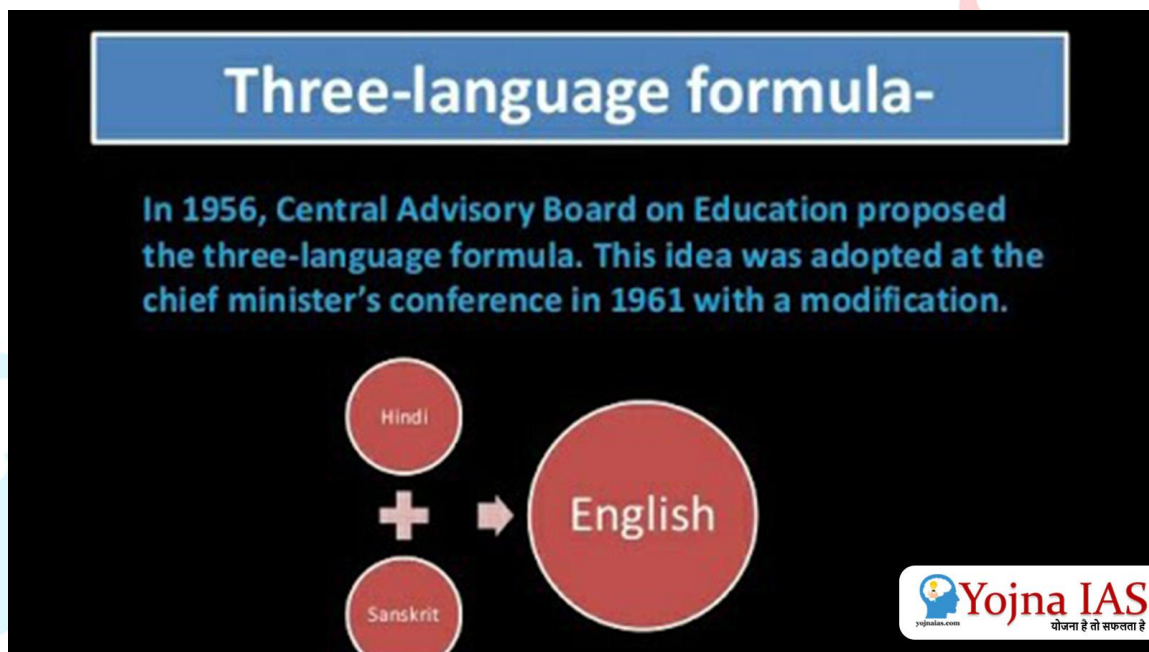 Three-language formula-
In 1956, Central Advisory Board on Education proposed
the three-language formula. This idea was adopted at the
chief minister's conference in 1961 with a modification.
Hindi
English
Sanskrit
Yojna IAS
yojnaias.com
योजना है तो सफलता है